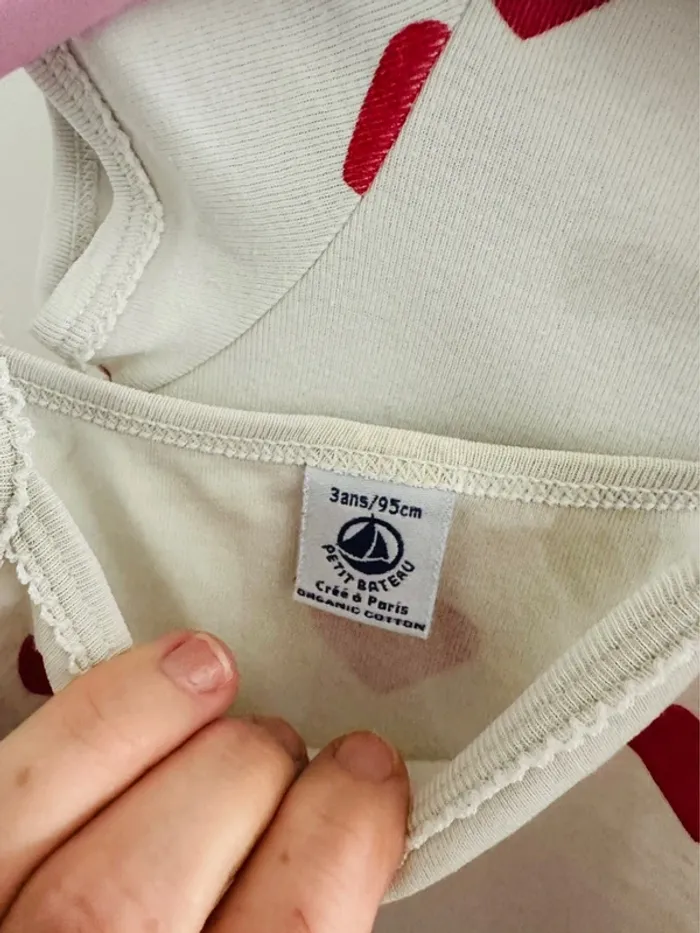 3ans/95cm
PETIT BATEAU
Créé à Paris
ORGANIC COTTON